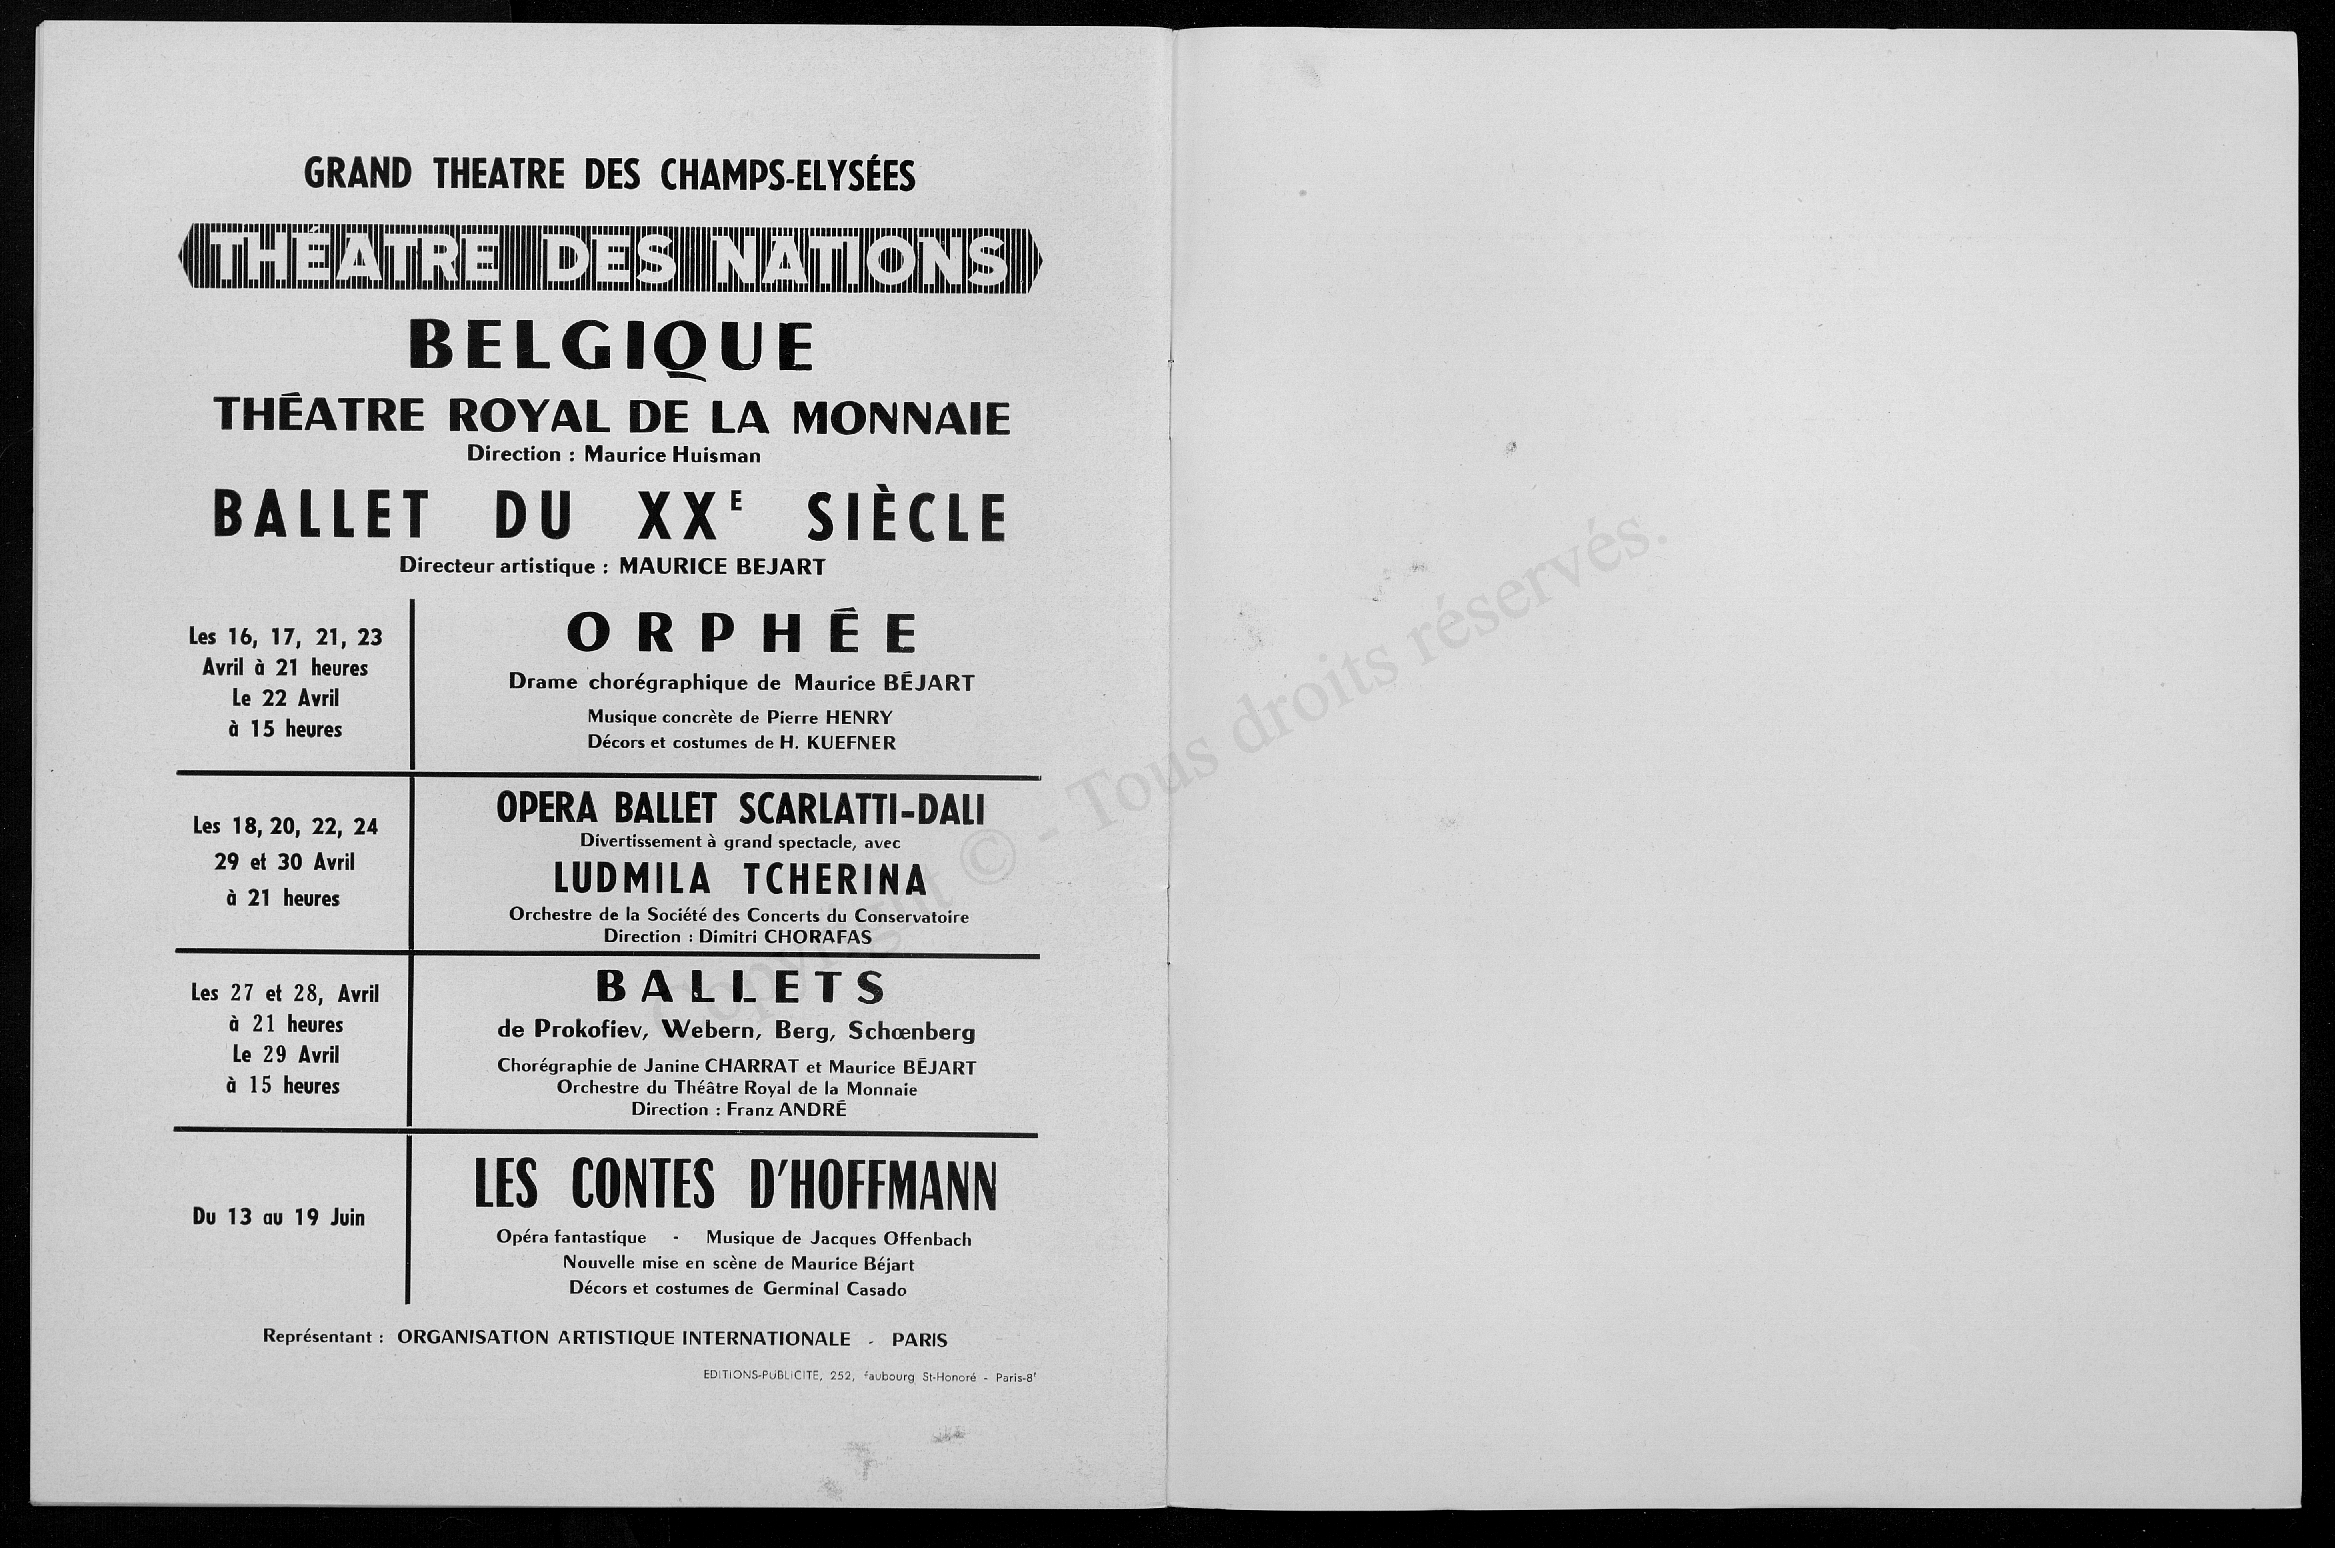 GRAND THEATRE DES CHAMPS-ELYSÉES
THÉATRE DES NATIONS
BELGIQUE
THÉATRE ROYAL DE LA MONNAIE
Direction : Maurice Huisman
BALLET DU XXE SIÈCLE
Directeur artistique : MAURICE BEJART
Les 16, 17, 21, 23
Avril à 21 heures
Le 22 Avril
à 15 heures
ORPHÉE
Drame chorégraphique de Maurice BÉJART
Musique concrète de Pierre HENRY
Décors et costumes de H. KUEFNER
Les 18, 20, 22, 24
29 et 30 Avril
à 21 heures
OPERA BALLET SCARLATTI-DALI
Divertissement à grand spectacle, avec
LUDMILA TCHERINA
Orchestre de la Société des Concerts du Conservatoire
Direction : Dimitri CHORAFAS
Les 27 et 28, Avril
à 21 heures
Le 29 Avril
à 15 heures
BALLETS
de Prokofiev, Webern, Berg, Schœnberg
Chorégraphie de Janine CHARRAT et Maurice BÉJART
Orchestre du Théâtre Royal de la Monnaie
Direction : Franz ANDRÉ
Du 13 au 19 Juin
LES CONTES D'HOFFMANN
Opéra fantastique - Musique de Jacques Offenbach
Nouvelle mise en scène de Maurice Béjart
Décors et costumes de Germinal Casado
Représentant : ORGANISATION ARTISTIQUE INTERNATIONALE - PARIS
EDITIONS-PUBLICITE, 252, faubourg St-Honoré - Paris-8e
Copyright © - Tous droits réservés.